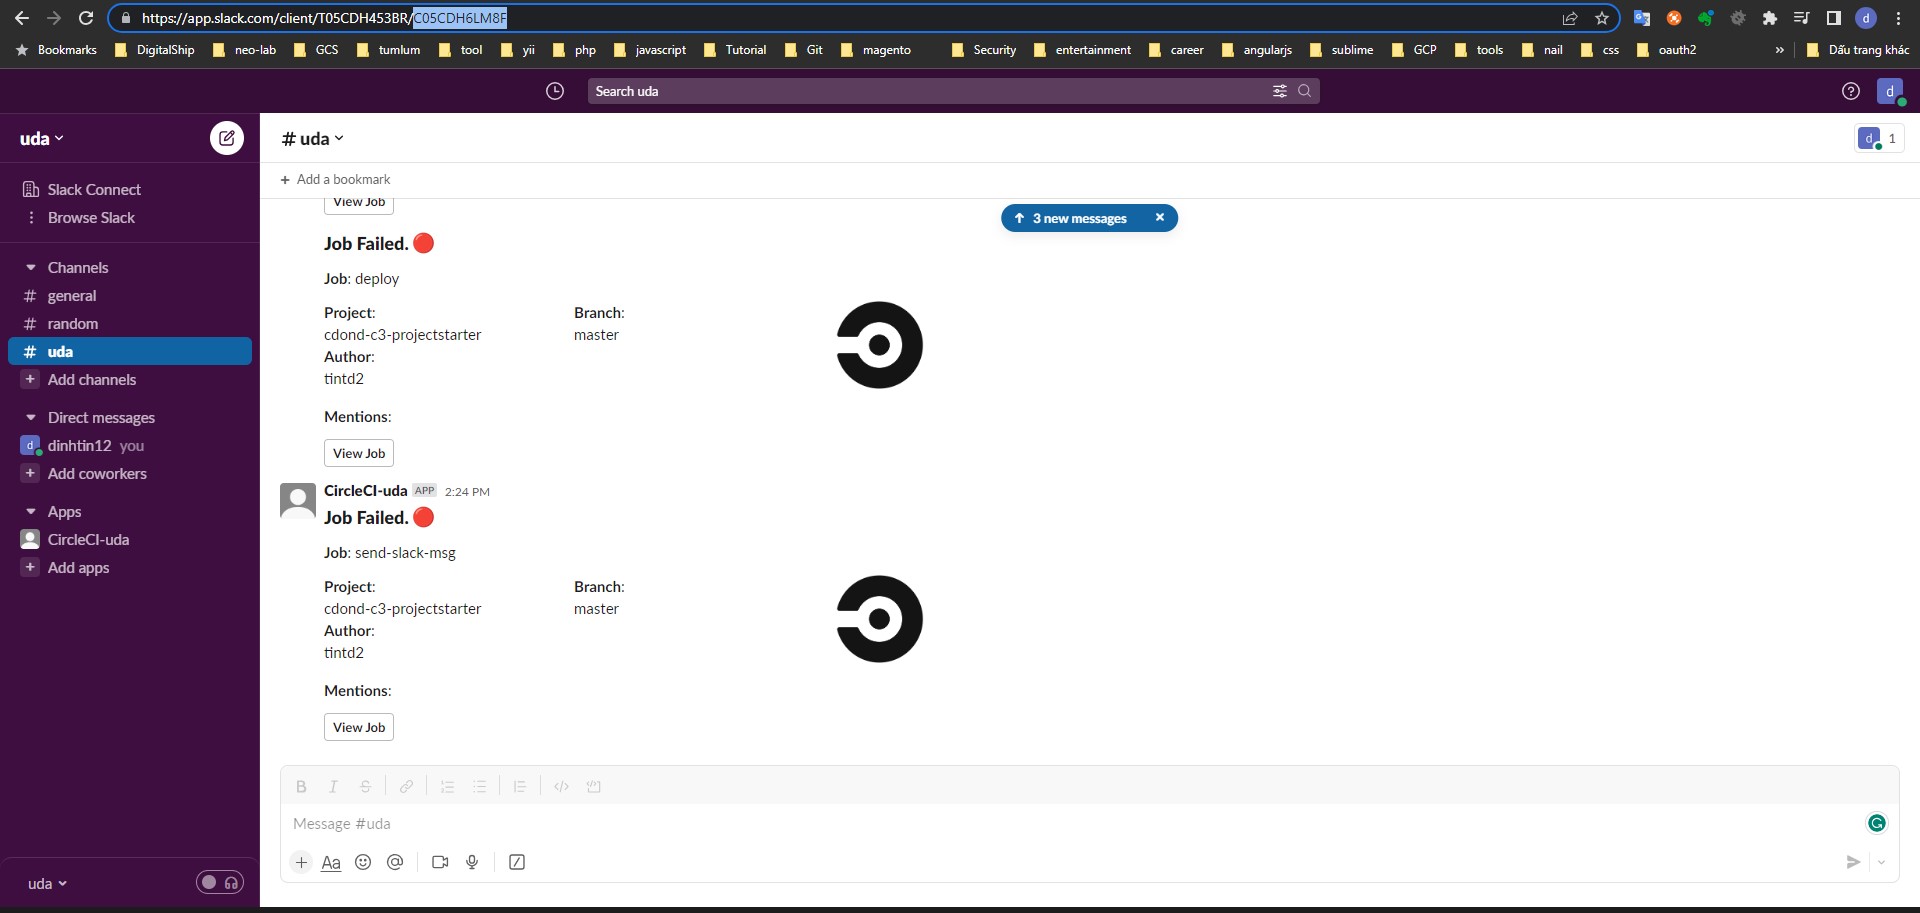 https://app.slack.com/client/T05CDH453BR/C05CDH6LM8F
d
Bookmarks DigitalShip neo-lab GCS tumlum tool yii php javascript Tutorial Git magento Security entertainment career angularjs sublime GCP tools nail css oauth2 » Dấu trang khác
Search uda
d
uda
# uda
d 1
+ Add a bookmark
Slack Connect
Browse Slack
Channels
# general
# random
# uda
+ Add channels
Direct messages
d dinhtin12 you
+ Add coworkers
Apps
CircleCI-uda
+ Add apps
uda
View Job
3 new messages
Job Failed.
Job: deploy
Project: Branch:
cdond-c3-projectstarter master
Author:
tintd2
Mentions:
View Job
CircleCI-uda APP 2:24 PM
Job Failed.
Job: send-slack-msg
Project: Branch:
cdond-c3-projectstarter master
Author:
tintd2
Mentions:
View Job
B I S
Message #uda
G
+ Aa @